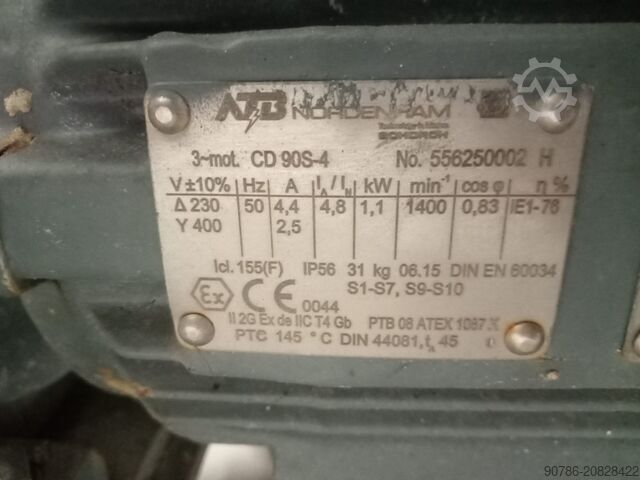 ATB NORDENHAM
SCHORCH
3~mot. CD 90S-4 No. 556250002 H
V±10% Hz A IA/IN kW min-1 cos φ η %
Δ 230 50 4,4 4,8 1,1 1400 0,83 IE1-76
Y 400 2,5
Icl. 155(F) IP56 31 kg 06.15 DIN EN 60034
S1-S7, S9-S10
Ex CE 0044
II 2G Ex de IIC T4 Gb PTB 08 ATEX 1087 X
PTC 145 °C DIN 44081, tA 45
90786-20828422